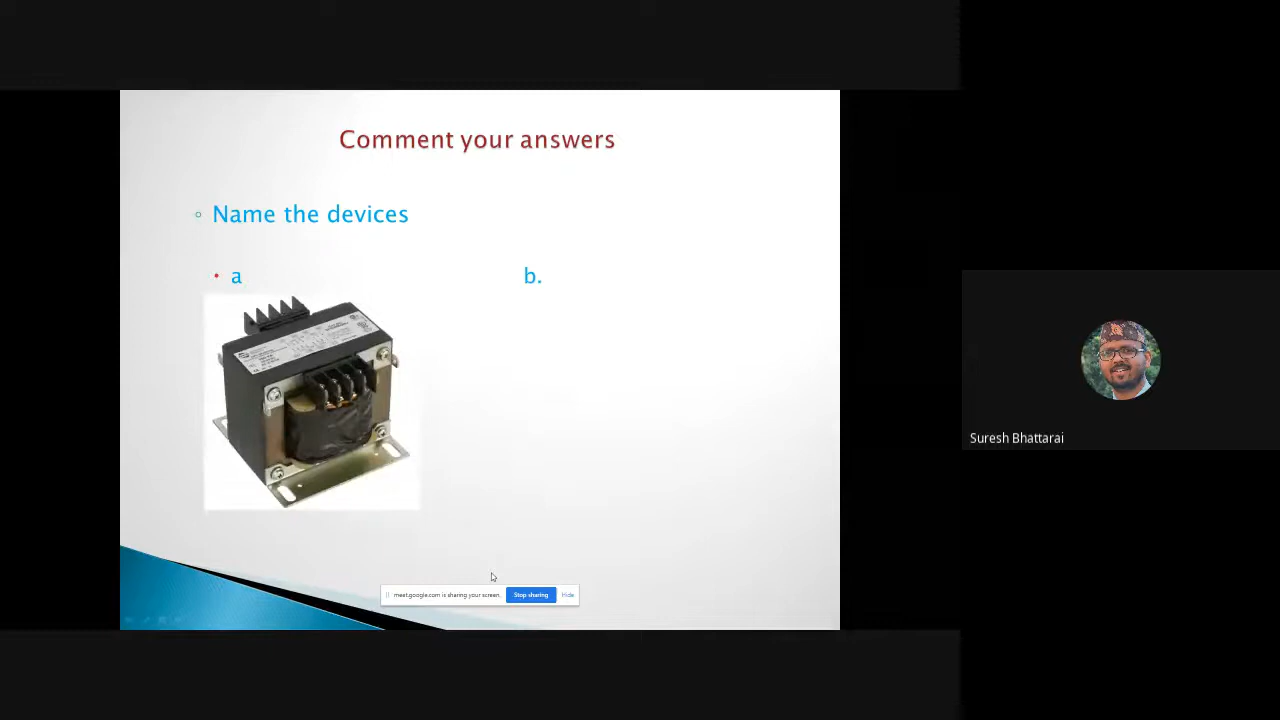 Comment your answers
Name the devices
a
b.
Suresh Bhattarai
meet.google.com is sharing your screen.
Stop sharing
Hide